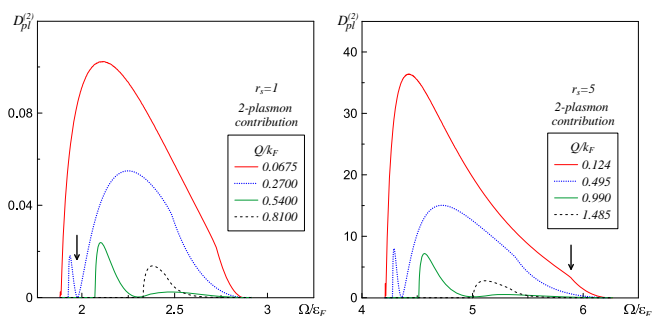 D_pl^(2)
0.08
0.04
0
r_s=1
2-plasmon
contribution
Q/k_F
0.0675
0.2700
0.5400
0.8100
2
2.5
3
Ω/ε_F
D_pl^(2)
40
30
20
10
0
r_s=5
2-plasmon
contribution
Q/k_F
0.124
0.495
0.990
1.485
4
5
6
Ω/ε_F